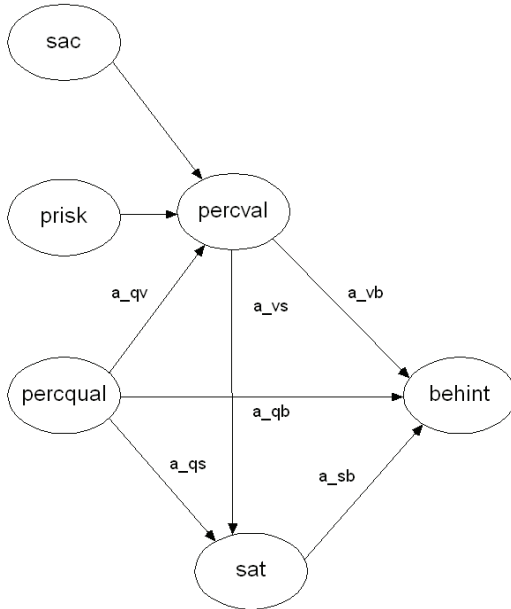 sac
prisk
percval
a_qv
a_vs
a_vb
percqual
behint
a_qb
a_qs
a_sb
sat